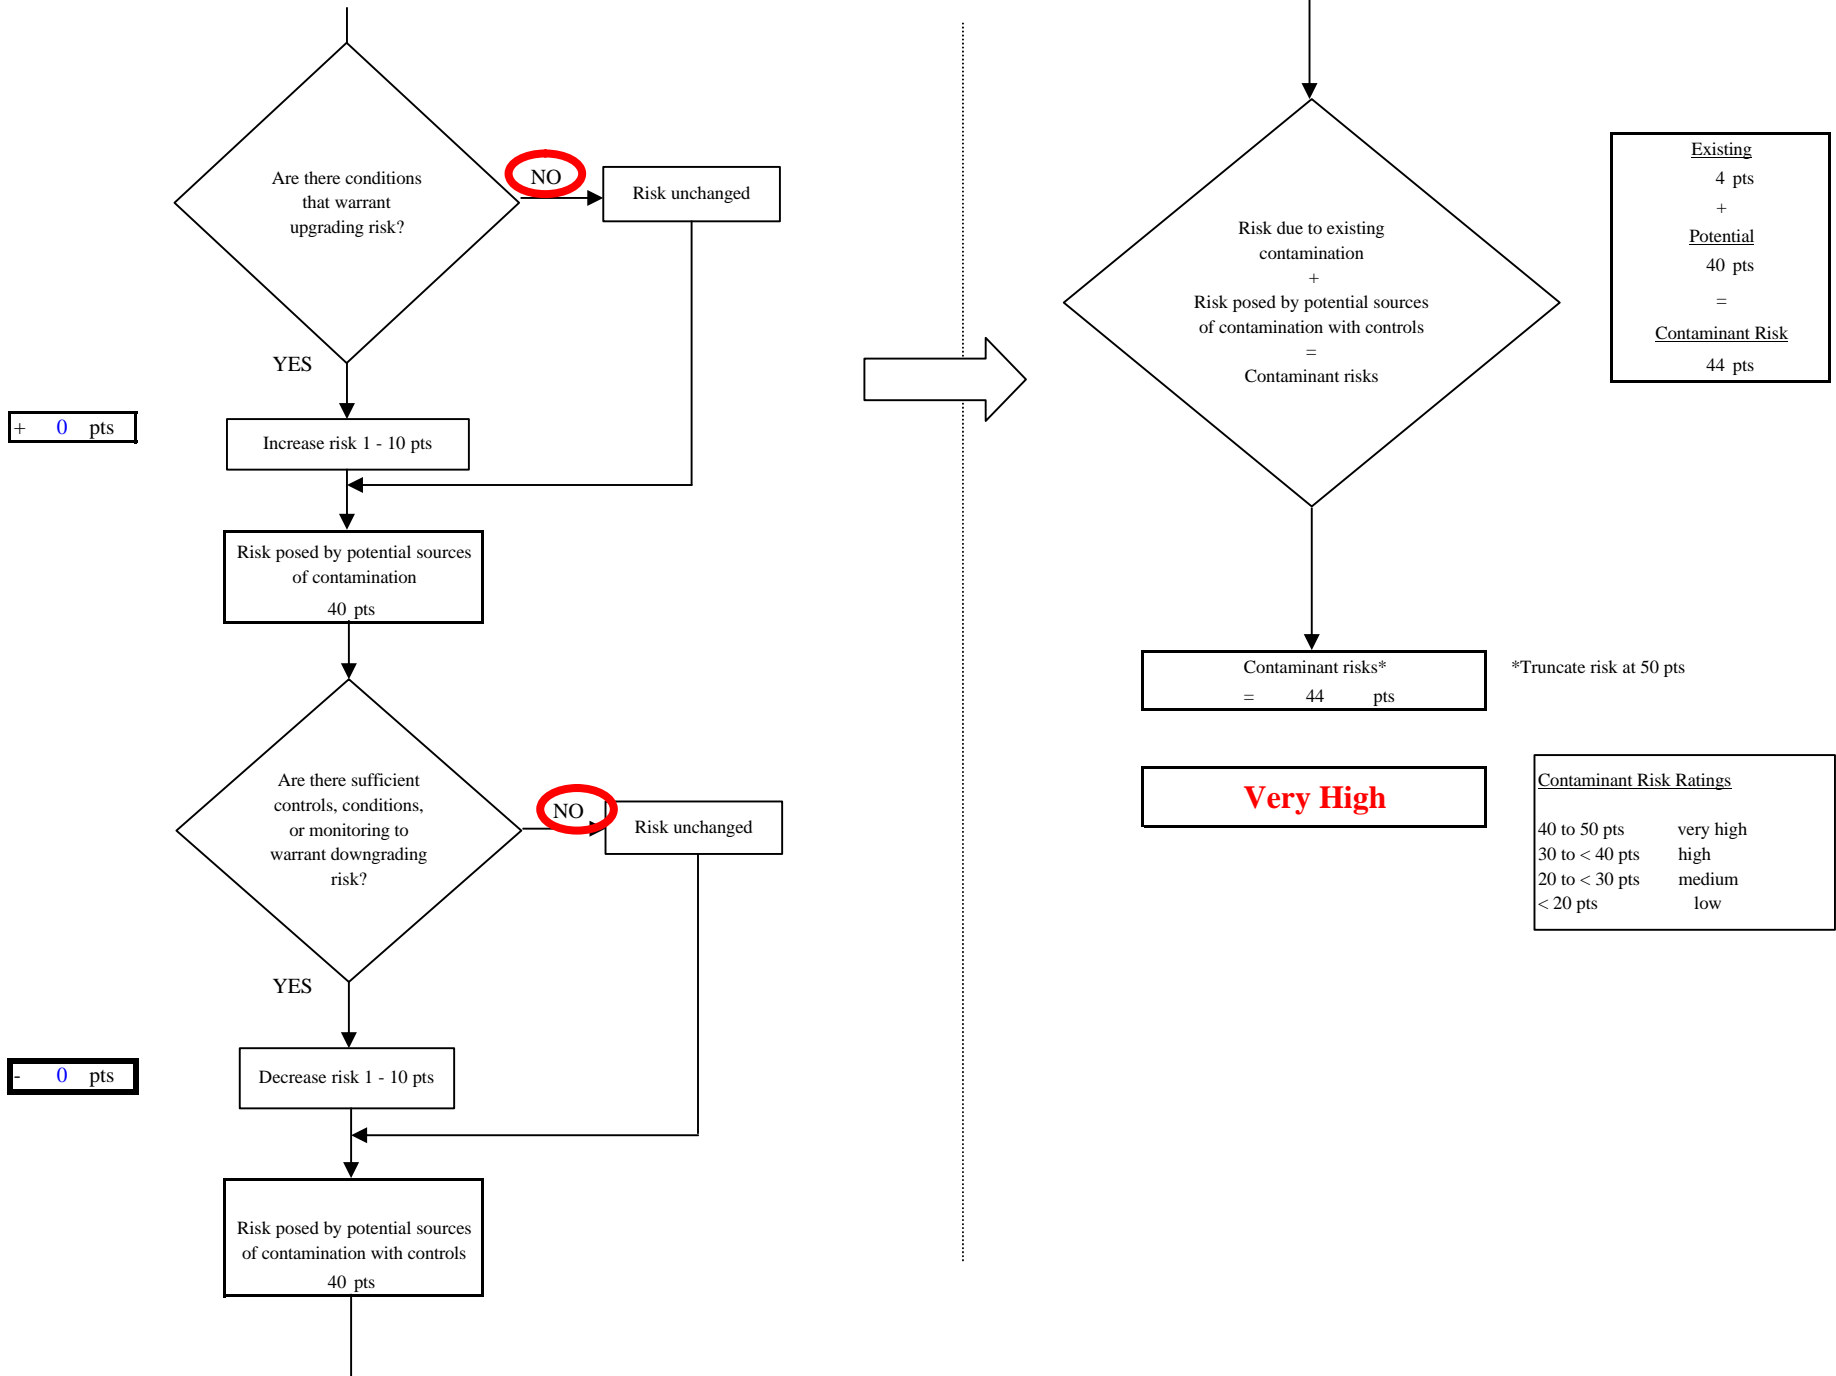 Are there conditions
that warrant
upgrading risk?
NO
Risk unchanged
YES
+ 0 pts
Increase risk 1 - 10 pts
Risk posed by potential sources
of contamination
40 pts
Are there sufficient
controls, conditions,
or monitoring to
warrant downgrading
risk?
NO
Risk unchanged
YES
- 0 pts
Decrease risk 1 - 10 pts
Risk posed by potential sources
of contamination with controls
40 pts
Risk due to existing
contamination
+
Risk posed by potential sources
of contamination with controls
=
Contaminant risks
Existing
4 pts
+
Potential
40 pts
=
Contaminant Risk
44 pts
Contaminant risks*
= 44 pts
*Truncate risk at 50 pts
Very High
Contaminant Risk Ratings
40 to 50 pts very high
30 to < 40 pts high
20 to < 30 pts medium
< 20 pts low